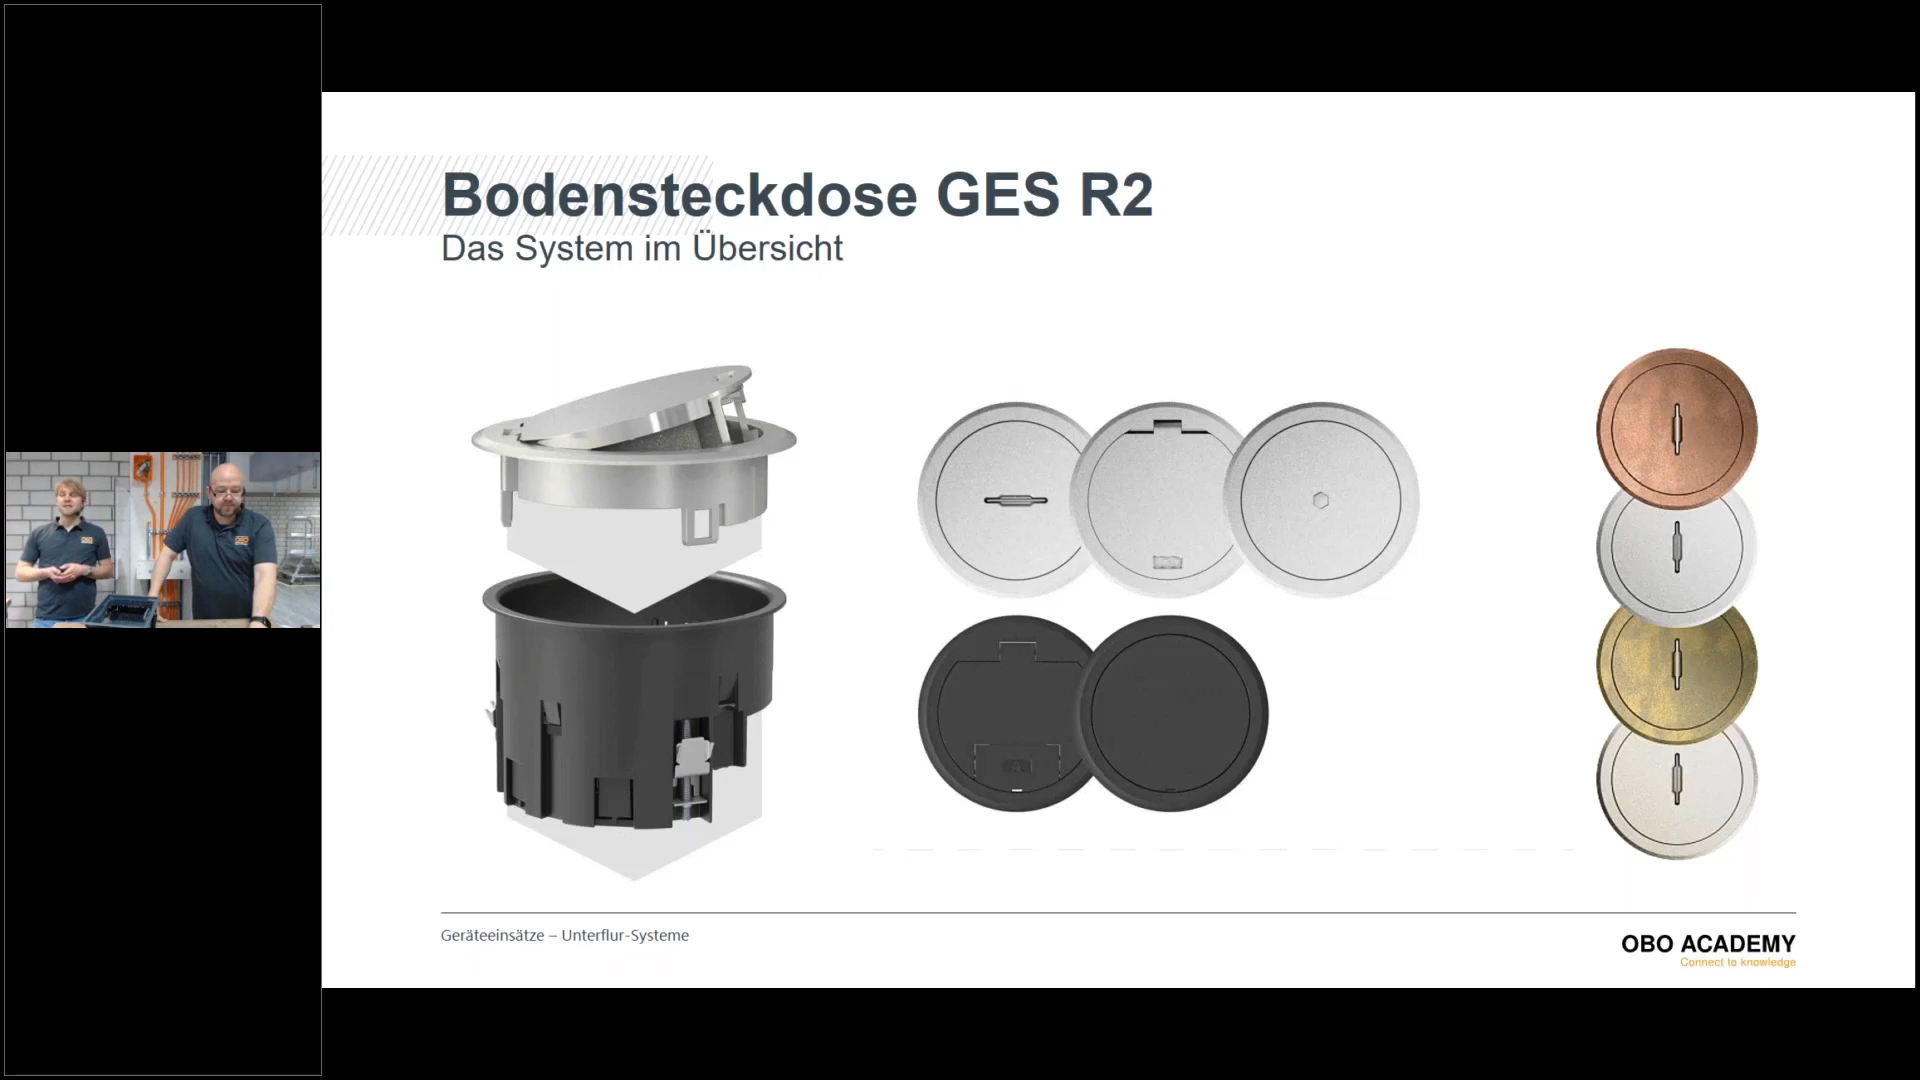 Bodensteckdose GES R2
Das System im Übersicht
Geräteeinsätze – Unterflur-Systeme
OBO ACADEMY
Connect to knowledge